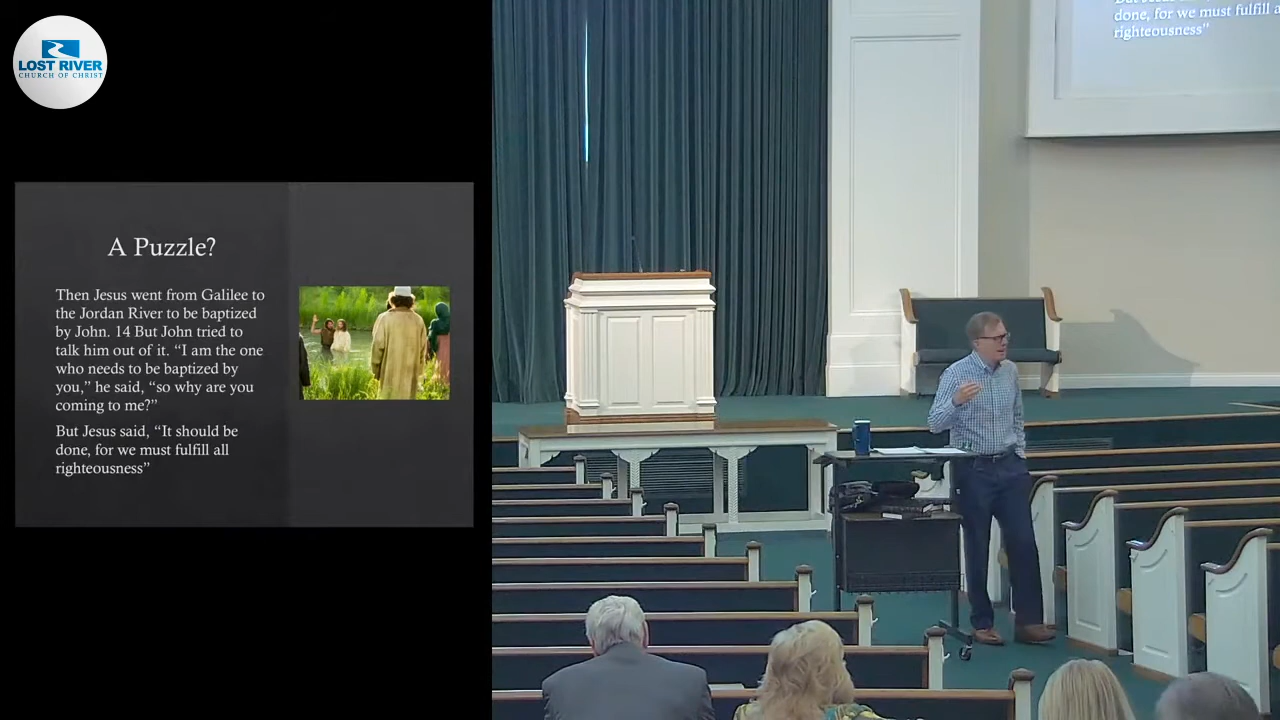 LOST RIVER
CHURCH OF CHRIST
A Puzzle?
Then Jesus went from Galilee to
the Jordan River to be baptized
by John. 14 But John tried to
talk him out of it. “I am the one
who needs to be baptized by
you,” he said, “so why are you
coming to me?”
But Jesus said, “It should be
done, for we must fulfill all
righteousness”
done, for we must fulfill a
righteousness”